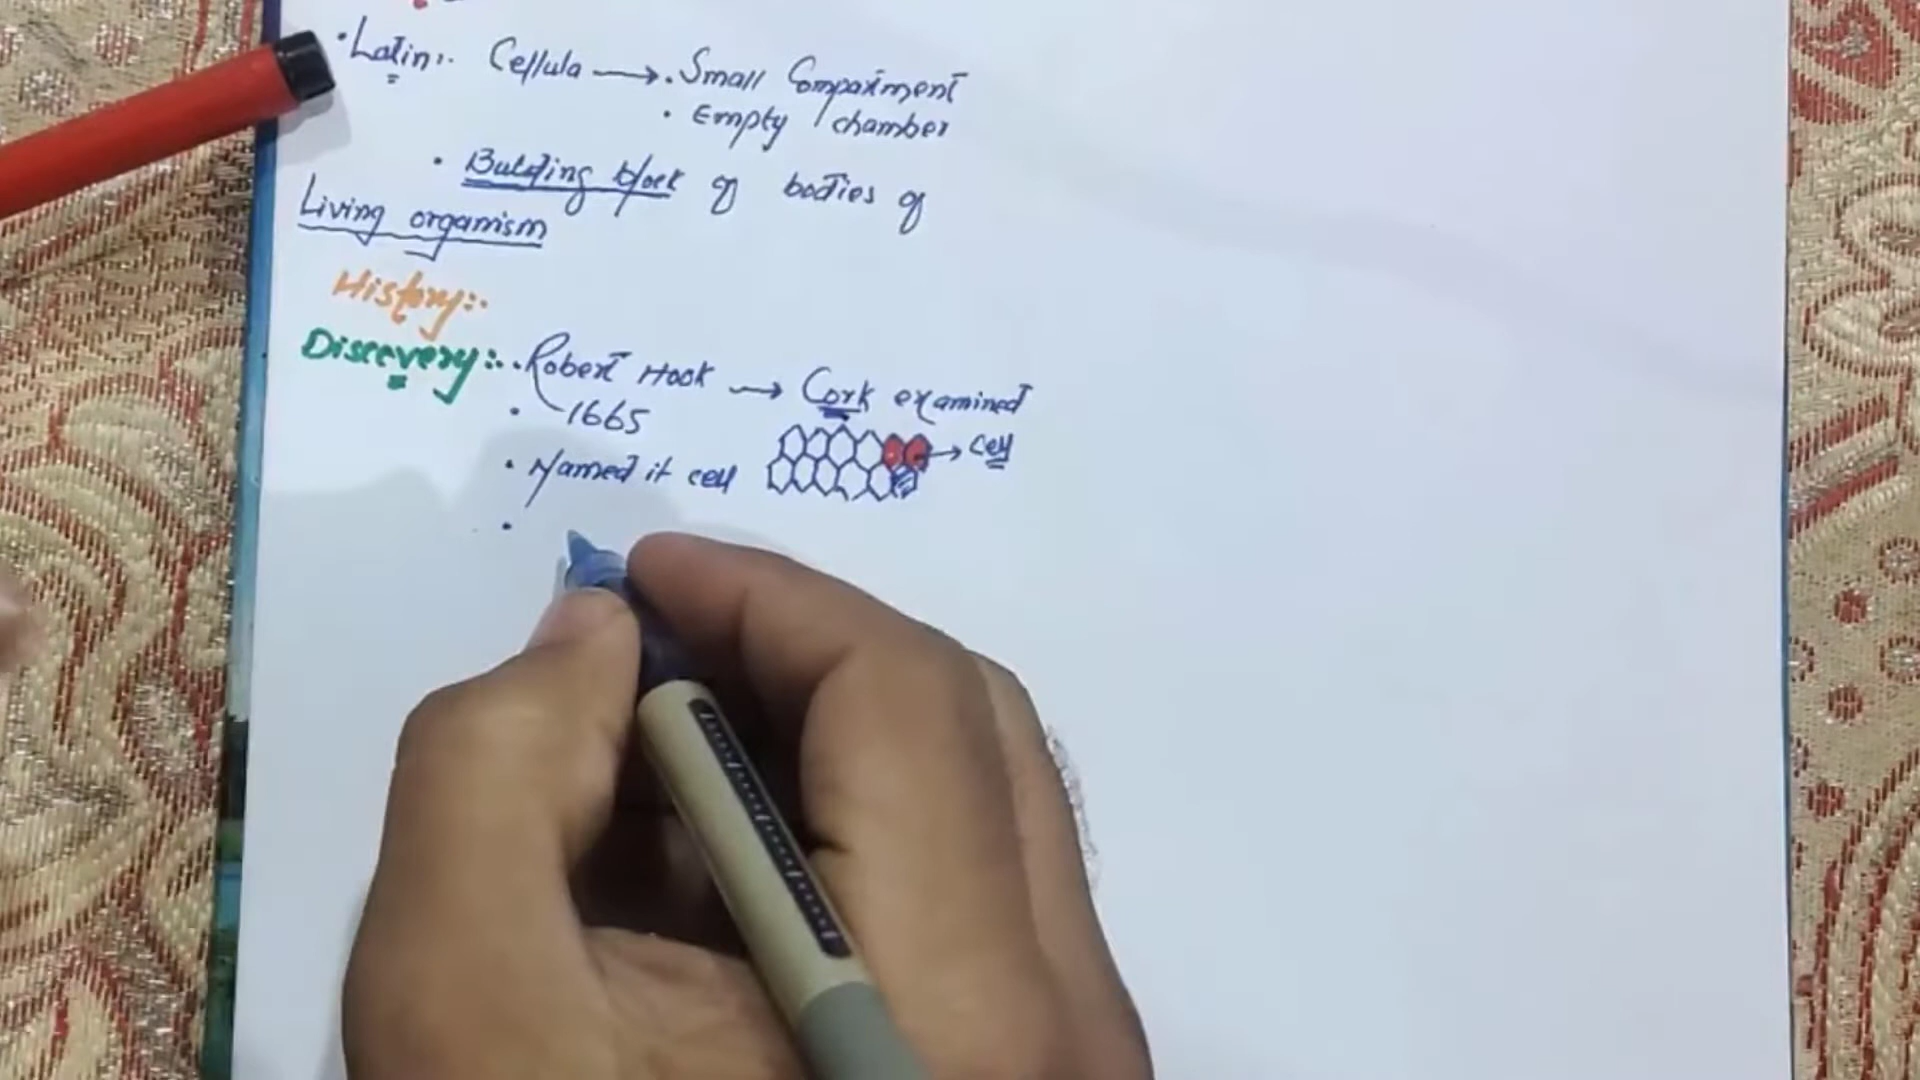 • Latin:- Cellula → • Small Compartment
• Empty chamber
• Building block of bodies of
Living organism
History:-
Discevery:- • Robert Hook → Cork examined
• 1665
→ Cell
• Named it cell
•